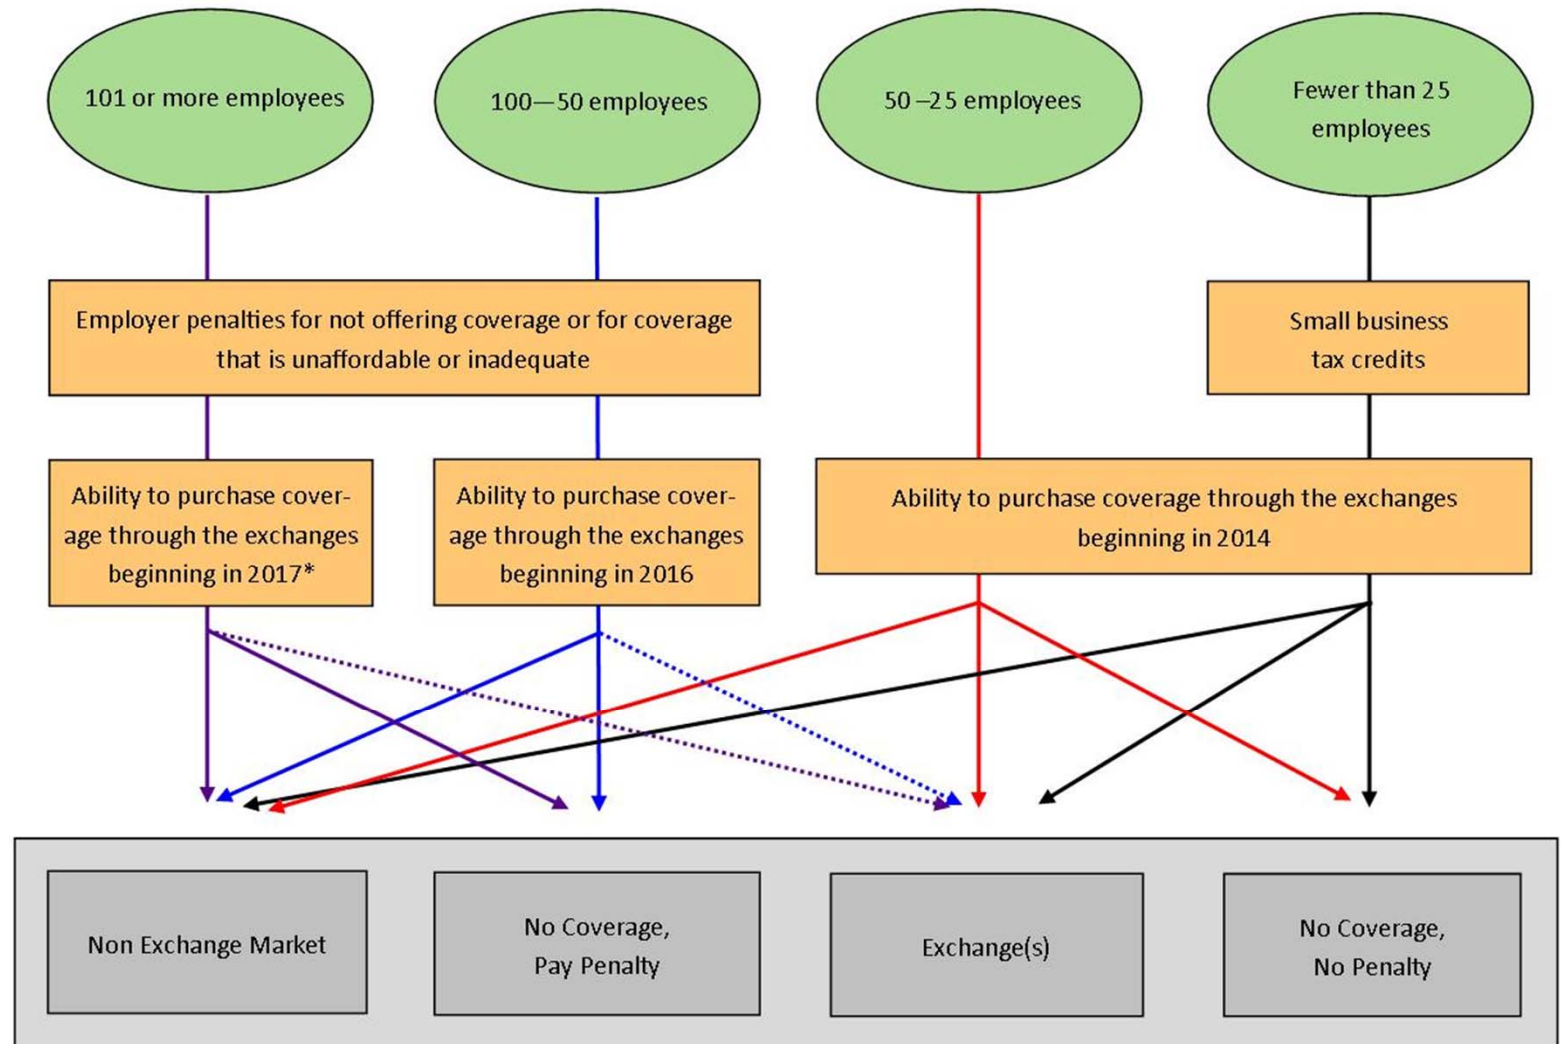 101 or more employees
100—50 employees
50 –25 employees
Fewer than 25
employees
Employer penalties for not offering coverage or for coverage
that is unaffordable or inadequate
Small business
tax credits
Ability to purchase cover-
age through the exchanges
beginning in 2017*
Ability to purchase cover-
age through the exchanges
beginning in 2016
Ability to purchase coverage through the exchanges
beginning in 2014
Non Exchange Market
No Coverage,
Pay Penalty
Exchange(s)
No Coverage,
No Penalty